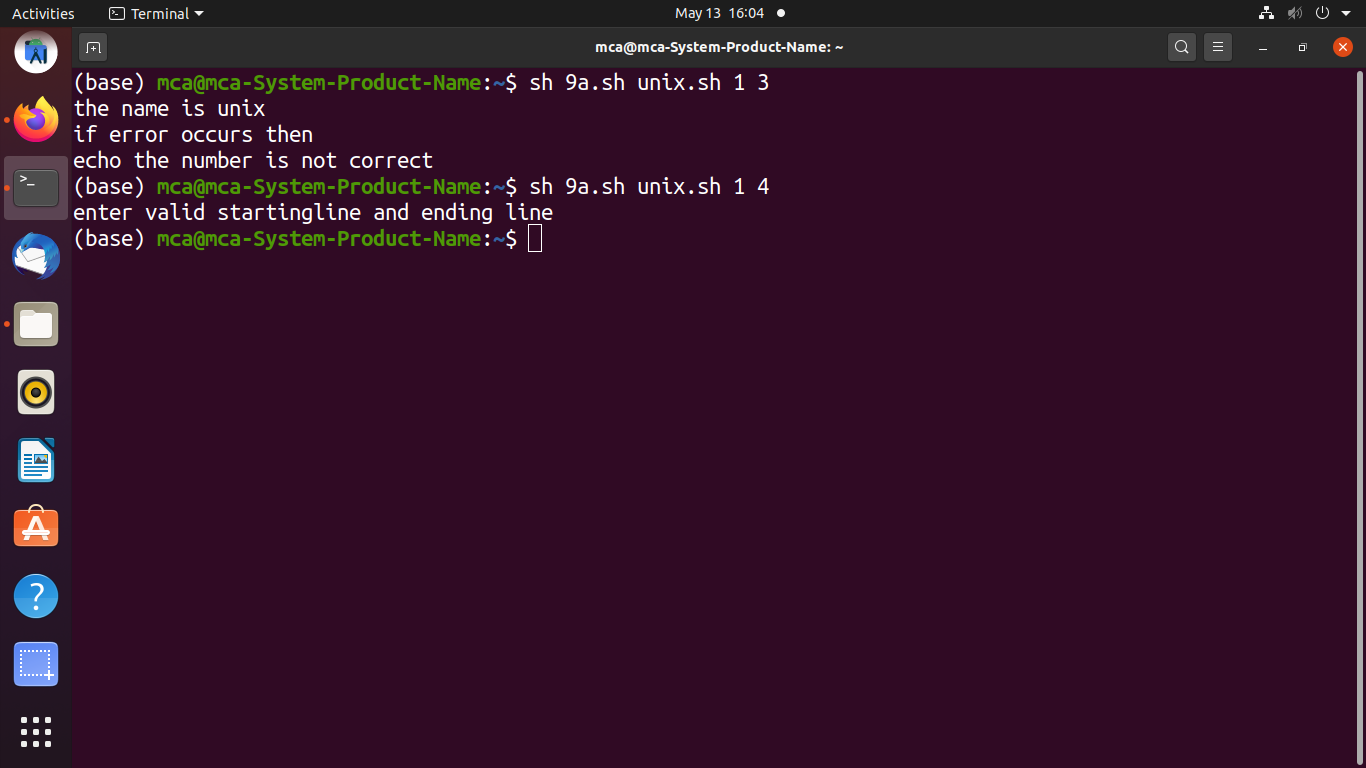 Activities Terminal May 13 16:04
mca@mca-System-Product-Name: ~
(base) mca@mca-System-Product-Name:~$ sh 9a.sh unix.sh 1 3
the name is unix
if error occurs then
echo the number is not correct
(base) mca@mca-System-Product-Name:~$ sh 9a.sh unix.sh 1 4
enter valid startingline and ending line
(base) mca@mca-System-Product-Name:~$